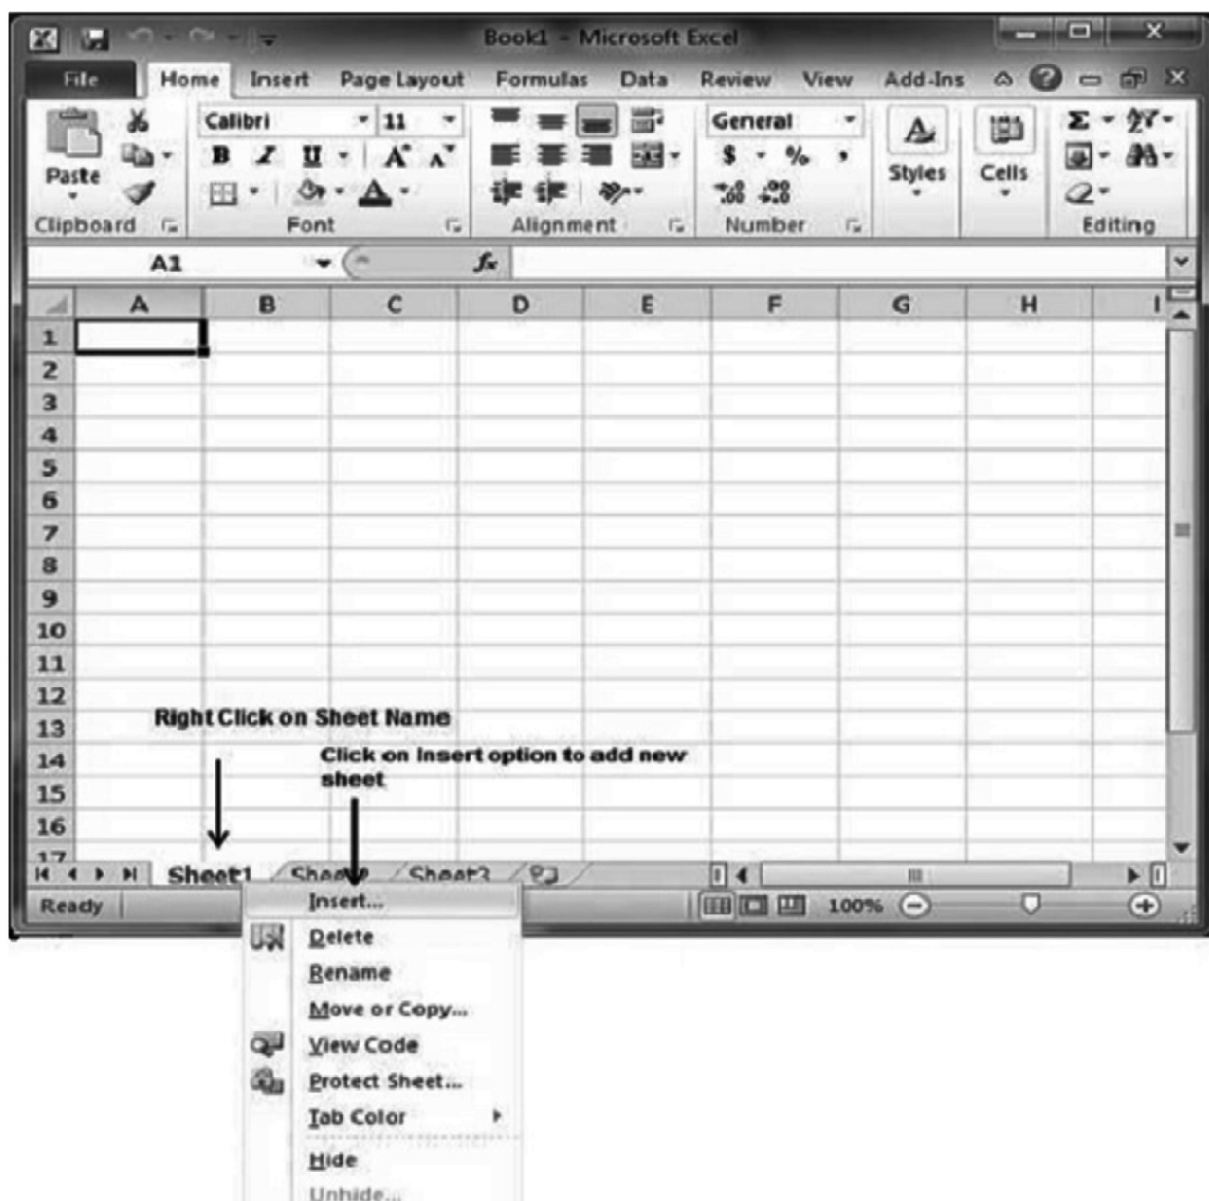 Book1 - Microsoft Excel
File Home Insert Page Layout Formulas Data Review View Add-Ins
Calibri 11 General
B I U A A $ % ,
Paste Styles Cells
A .00 .0
Clipboard Font Alignment Number Editing
A1 fx
A B C D E F G H I
1
2
3
4
5
6
7
8
9
10
11
12
13
14
15
16
17
Right Click on Sheet Name
Click on Insert option to add new
sheet
Sheet1 Sheet3
Ready 100%
Insert...
Delete
Rename
Move or Copy...
View Code
Protect Sheet...
Tab Color
Hide
Unhide...